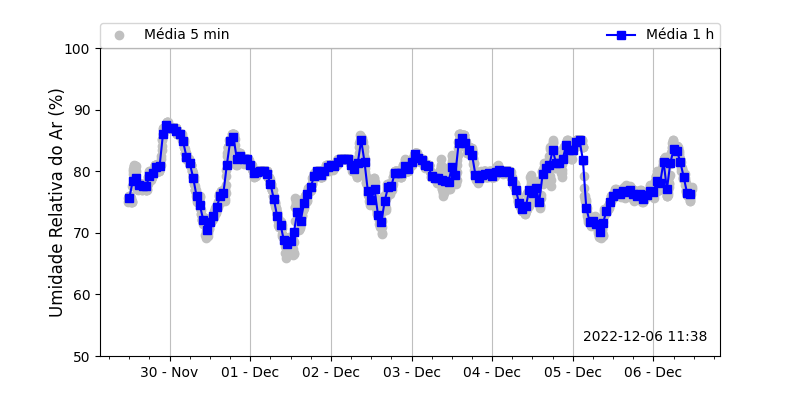 Média 5 min Média 1 h
Umidade Relativa do Ar (%)
100
90
80
70
60
50
2022-12-06 11:38
30 - Nov 01 - Dec 02 - Dec 03 - Dec 04 - Dec 05 - Dec 06 - Dec